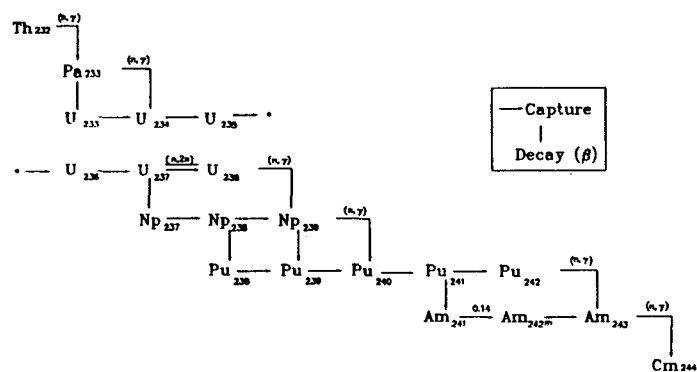 Th232 (n,γ)
Pa233 (n,γ)
U233 U234 U235
Capture
Decay (β)
U236 U237 (n,2n) U238 (n,γ)
Np237 Np238 Np239 (n,γ)
Pu238 Pu239 Pu240 Pu241 Pu242 (n,γ)
Am241 0.14 Am242m Am243 (n,γ)
Cm244